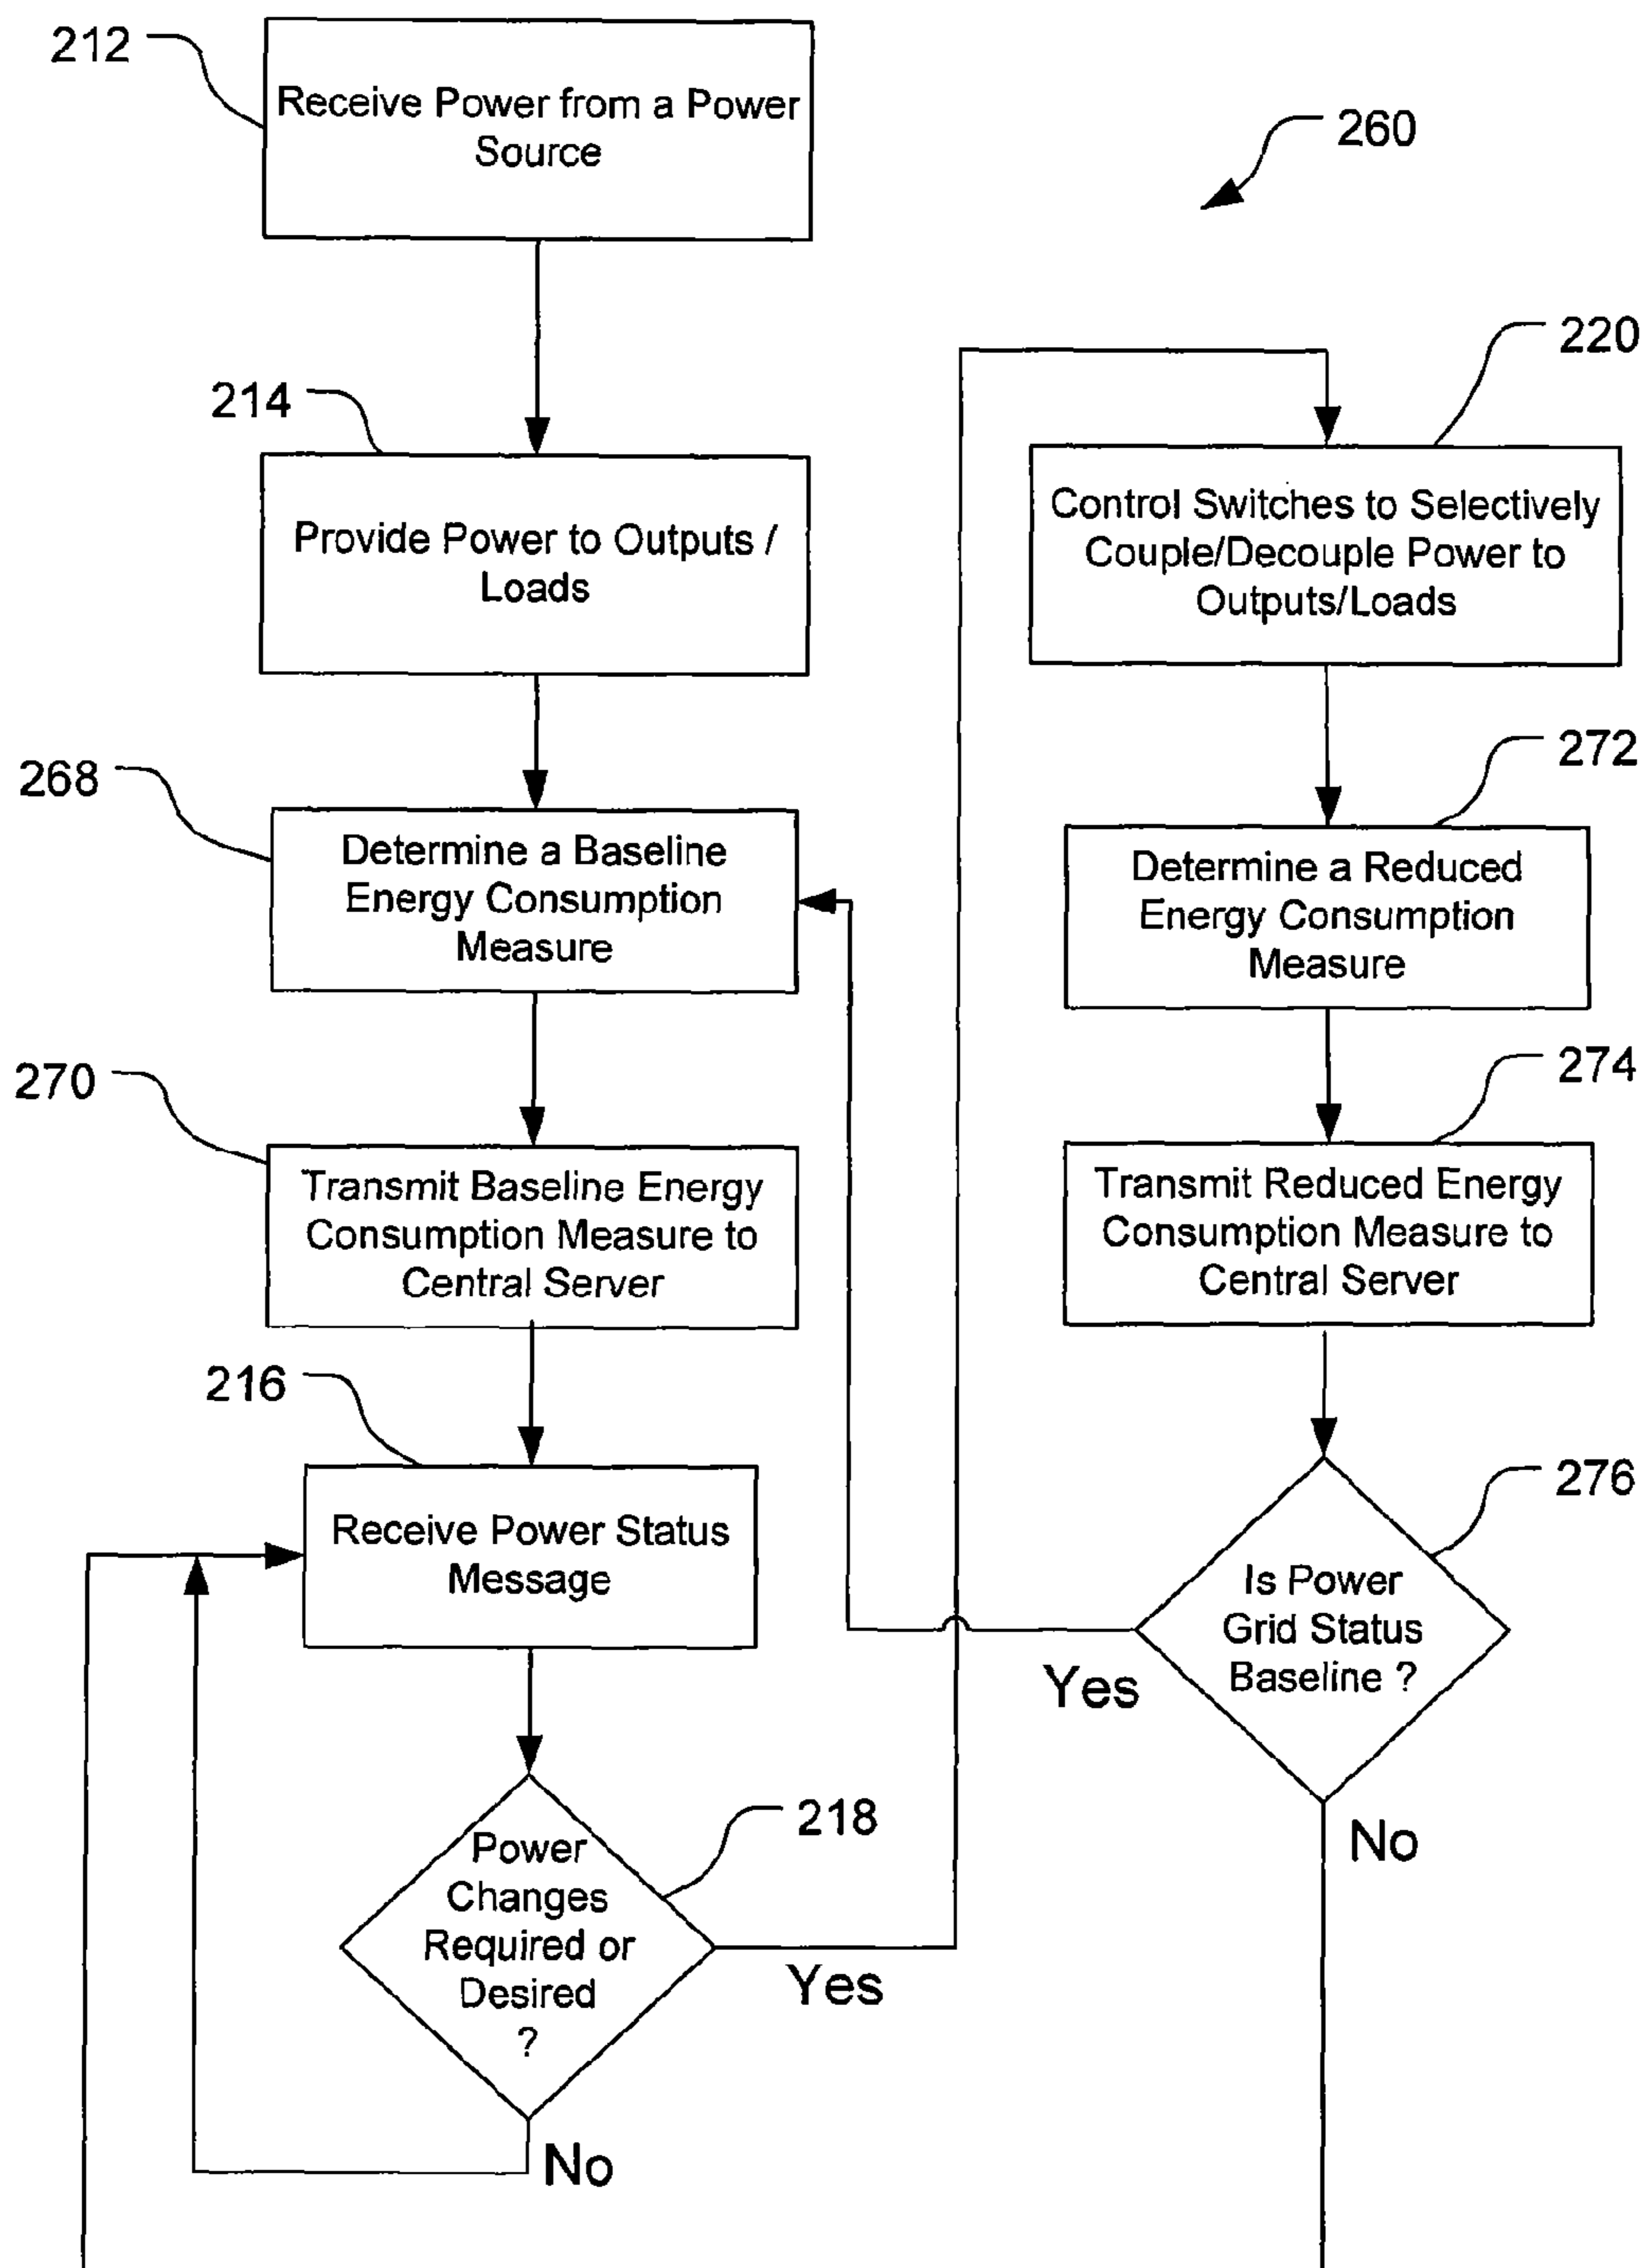 212
Receive Power from a Power
Source
260
214
Provide Power to Outputs /
Loads
220
Control Switches to Selectively
Couple/Decouple Power to
Outputs/Loads
268
Determine a Baseline
Energy Consumption
Measure
272
Determine a Reduced
Energy Consumption
Measure
270
Transmit Baseline Energy
Consumption Measure to
Central Server
274
Transmit Reduced Energy
Consumption Measure to
Central Server
216
Receive Power Status
Message
276
Is Power
Grid Status
Baseline ?
Yes
No
218
Power
Changes
Required or
Desired
?
Yes
No